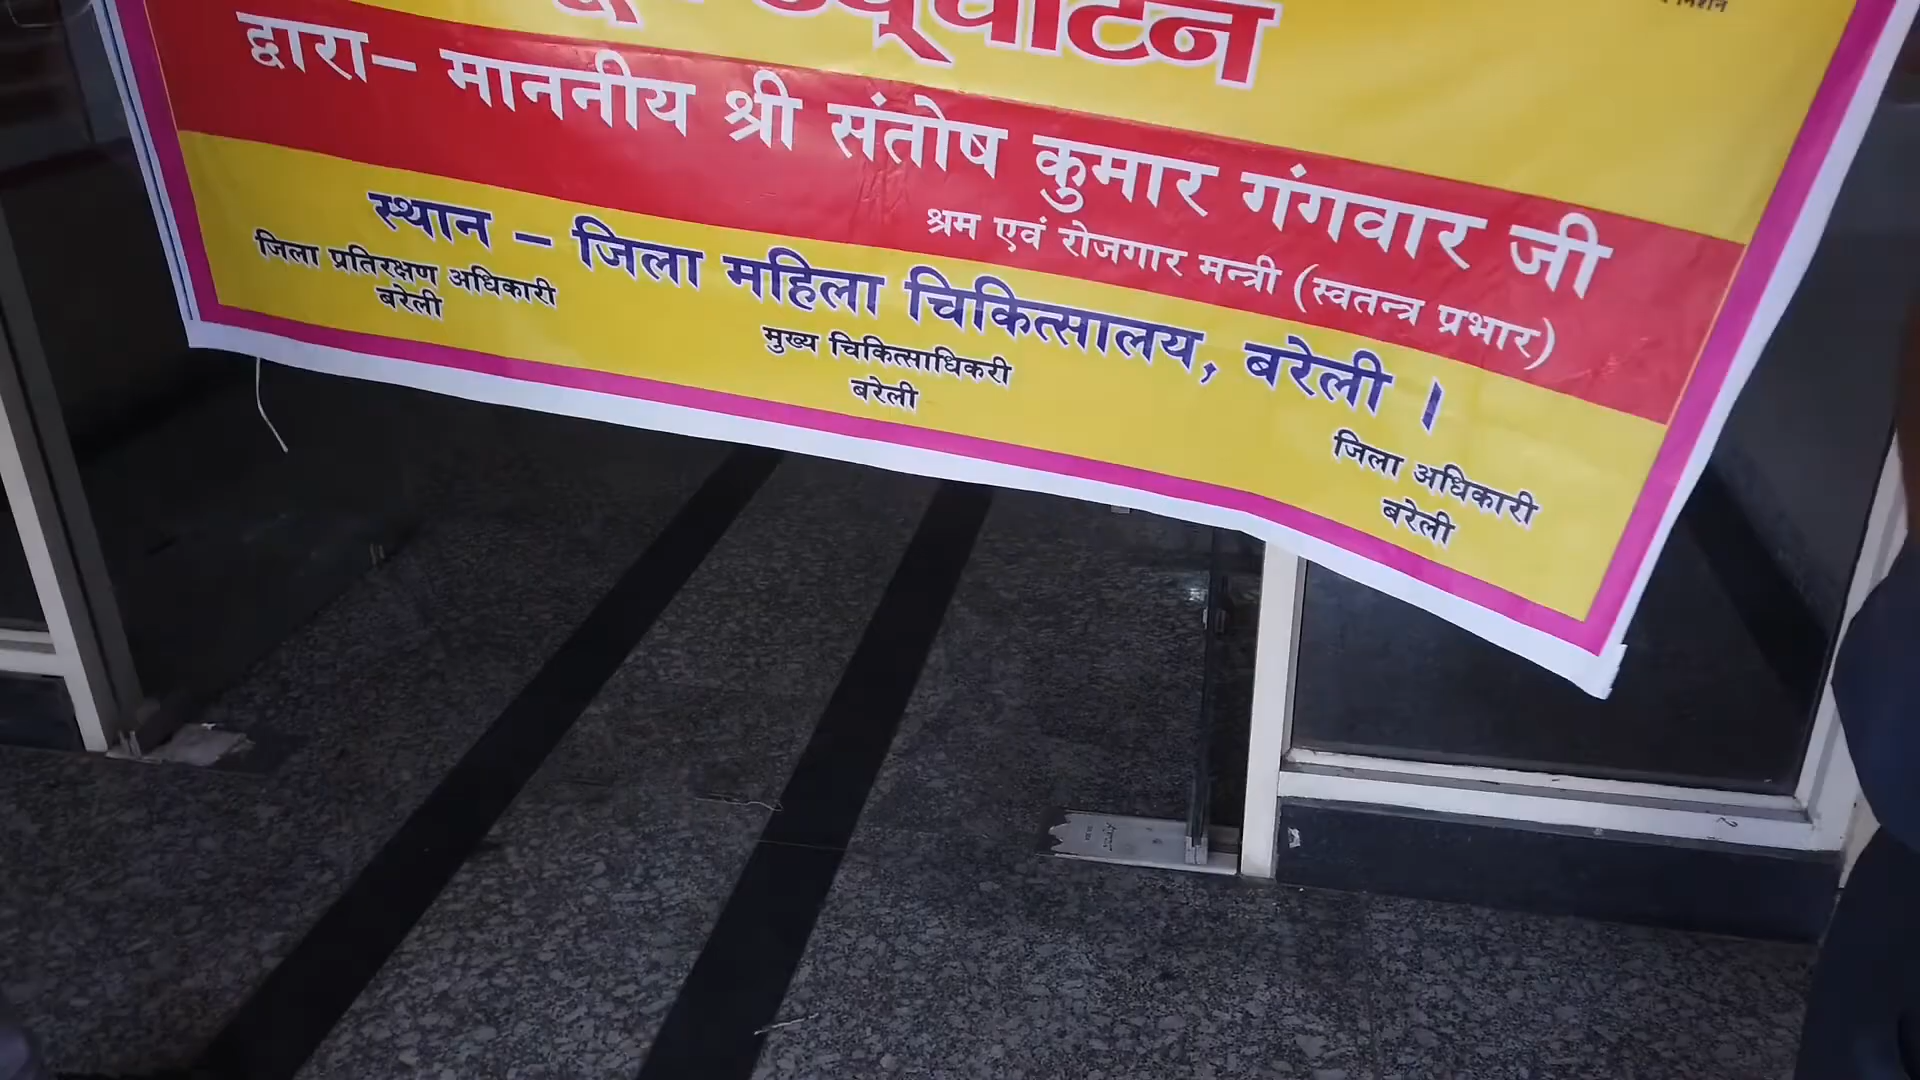 उद्घाटन
द्वारा– माननीय श्री संतोष कुमार गंगवार जी
श्रम एवं रोजगार मन्त्री (स्वतन्त्र प्रभार)
स्थान – जिला महिला चिकित्सालय, बरेली ।
जिला प्रतिरक्षण अधिकारी
बरेली
मुख्य चिकित्साधिकरी
बरेली
जिला अधिकारी
बरेली